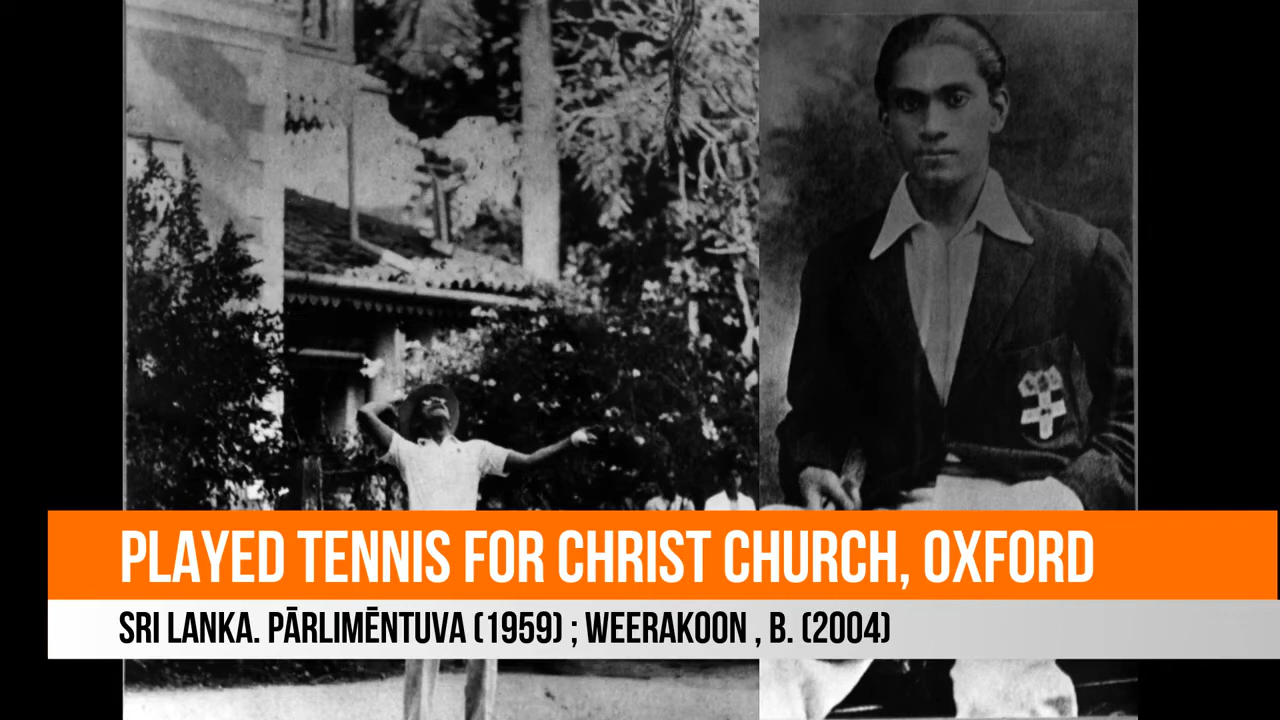 PLAYED TENNIS FOR CHRIST CHURCH, OXFORD
SRI LANKA. PĀRLIMĒNTUVA (1959) ; WEERAKOON , B. (2004)